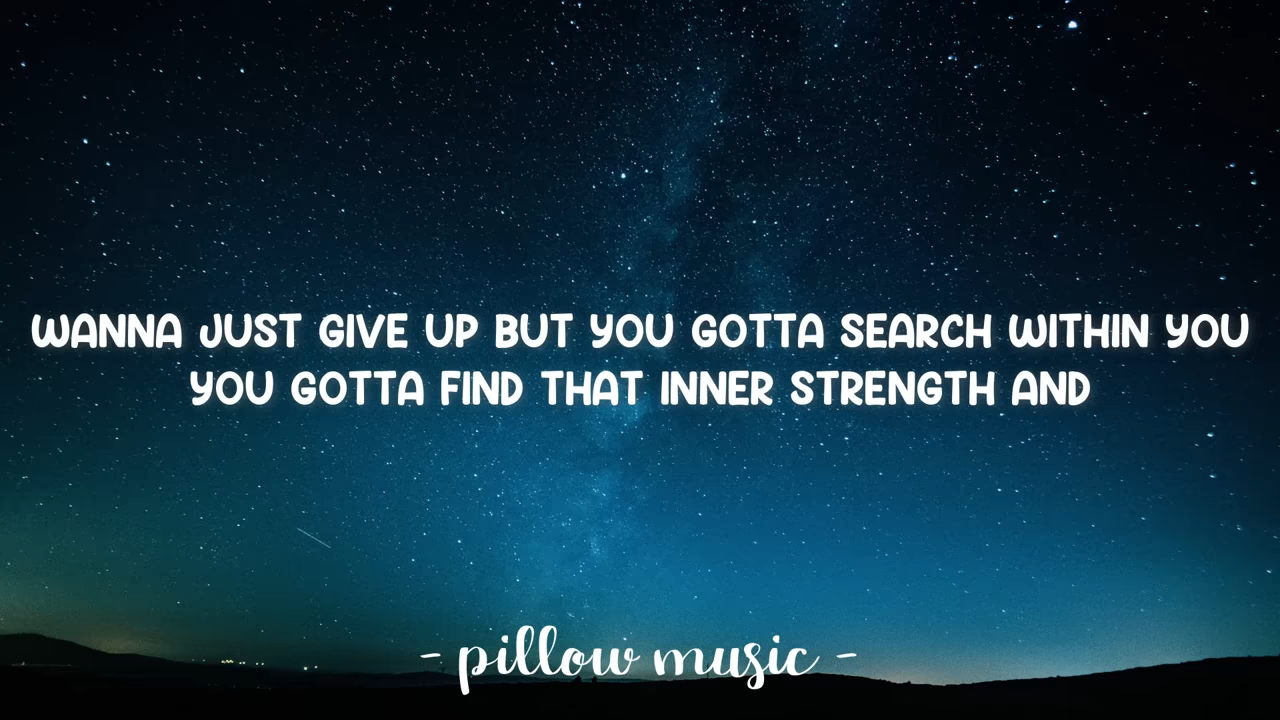 WANNA JUST GIVE UP BUT YOU GOTTA SEARCH WITHIN YOU
YOU GOTTA FIND THAT INNER STRENGTH AND
- pillow music -